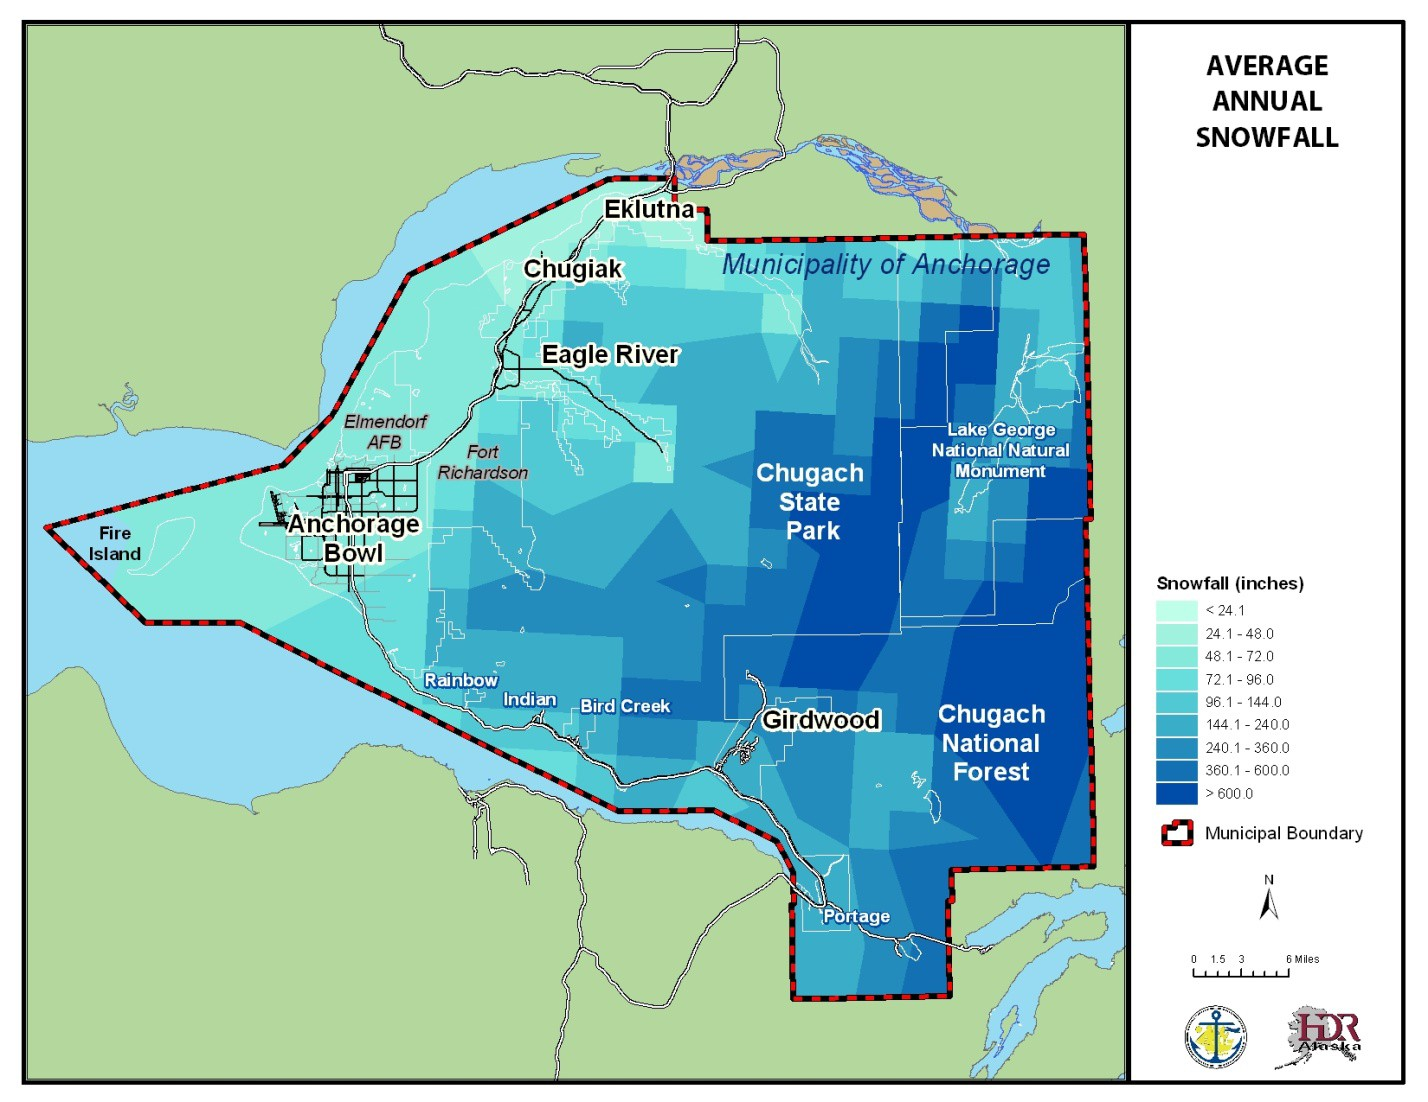 AVERAGE
ANNUAL
SNOWFALL
Eklutna
Municipality of Anchorage
Chugiak
Eagle River
Elmendorf
AFB
Fort
Richardson
Lake George
National Natural
Monument
Chugach
State
Park
Anchorage
Bowl
Fire
Island
Rainbow
Indian
Bird Creek
Girdwood
Chugach
National
Forest
Portage
Snowfall (inches)
< 24.1
24.1 - 48.0
48.1 - 72.0
72.1 - 96.0
96.1 - 144.0
144.1 - 240.0
240.1 - 360.0
360.1 - 600.0
> 600.0
Municipal Boundary
N
0 1.5 3 6 Miles
HDR
Alaska